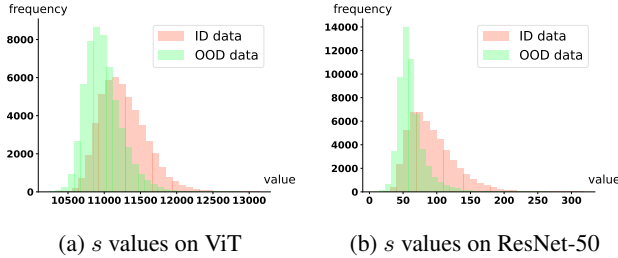 frequency
8000
6000
4000
2000
0
10500 11000 11500 12000 12500 13000
value
ID data
OOD data
(a) s values on ViT
frequency
14000
12000
10000
8000
6000
4000
2000
0
0 50 100 150 200 250 300
value
ID data
OOD data
(b) s values on ResNet-50